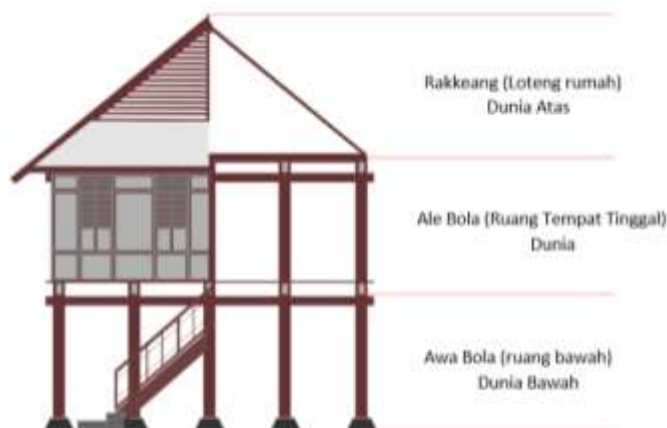 Rakkeang (Loteng rumah)
Dunia Atas
Ale Bola (Ruang Tempat Tinggal)
Dunia
Awa Bola (ruang bawah)
Dunia Bawah